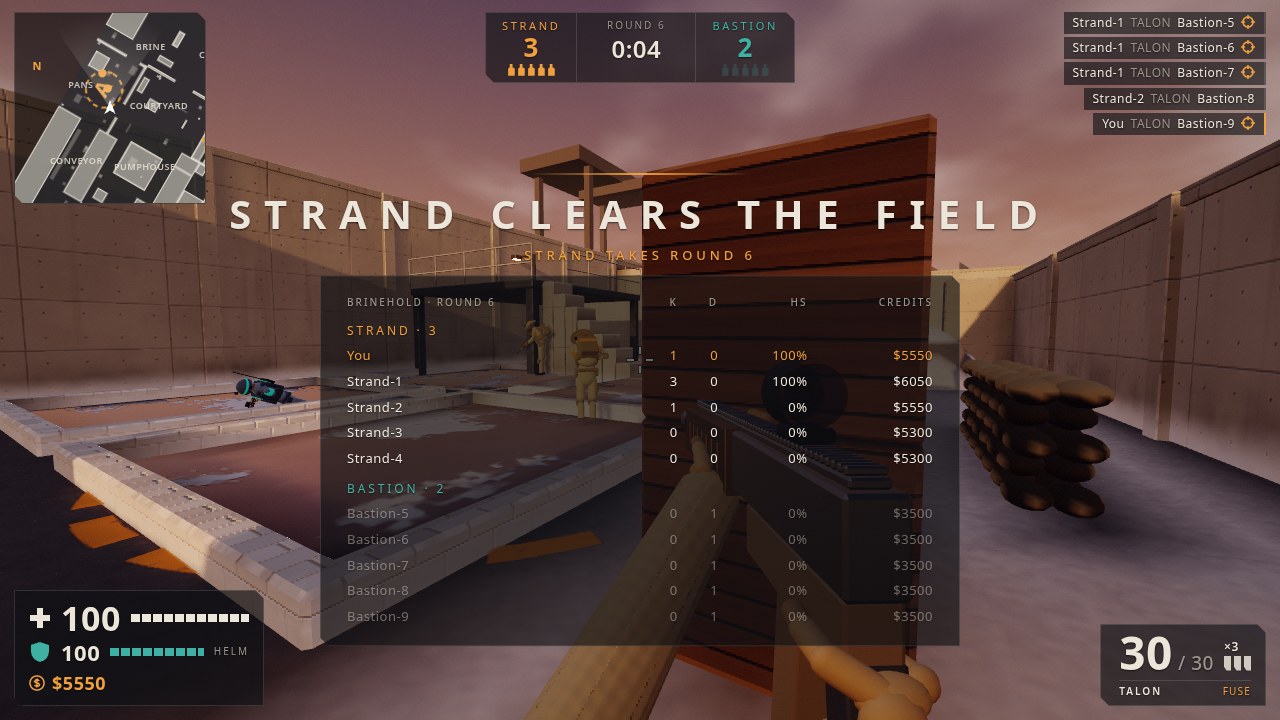 BRINE
C
N
PANS
A
COURTYARD
CONVEYOR
PUMPHOUSE
STRAND
3
ROUND 6
0:04
BASTION
2
Strand-1 TALON Bastion-5
Strand-1 TALON Bastion-6
Strand-1 TALON Bastion-7
Strand-2 TALON Bastion-8
You TALON Bastion-9
STRAND CLEARS THE FIELD
STRAND TAKES ROUND 6
BRINEHOLD · ROUND 6 K D HS CREDITS
STRAND · 3
You 1 0 100% $5550
Strand-1 3 0 100% $6050
Strand-2 1 0 0% $5550
Strand-3 0 0 0% $5300
Strand-4 0 0 0% $5300
BASTION · 2
Bastion-5 0 1 0% $3500
Bastion-6 0 1 0% $3500
Bastion-7 0 1 0% $3500
Bastion-8 0 1 0% $3500
Bastion-9 0 1 0% $3500
100
100 HELM
$ $5550
30 / 30 ×3
TALON FUSE